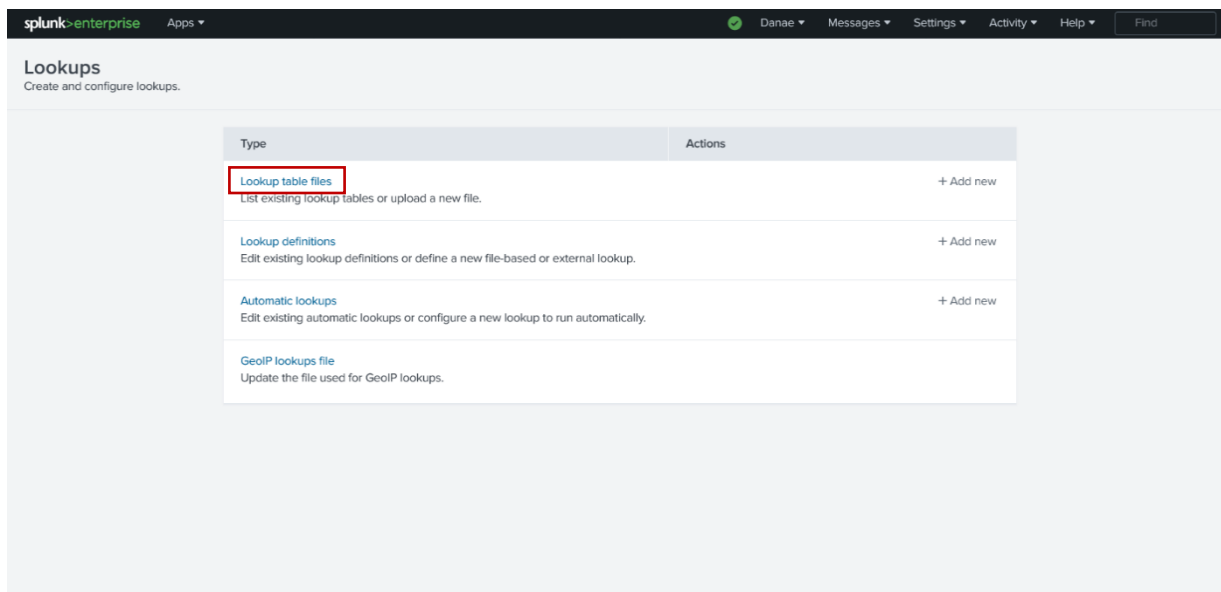 splunk>enterprise Apps Danae Messages Settings Activity Help Find
Lookups
Create and configure lookups.
Type Actions
Lookup table files + Add new
List existing lookup tables or upload a new file.
Lookup definitions + Add new
Edit existing lookup definitions or define a new file-based or external lookup.
Automatic lookups + Add new
Edit existing automatic lookups or configure a new lookup to run automatically.
GeoIP lookups file
Update the file used for GeoIP lookups.